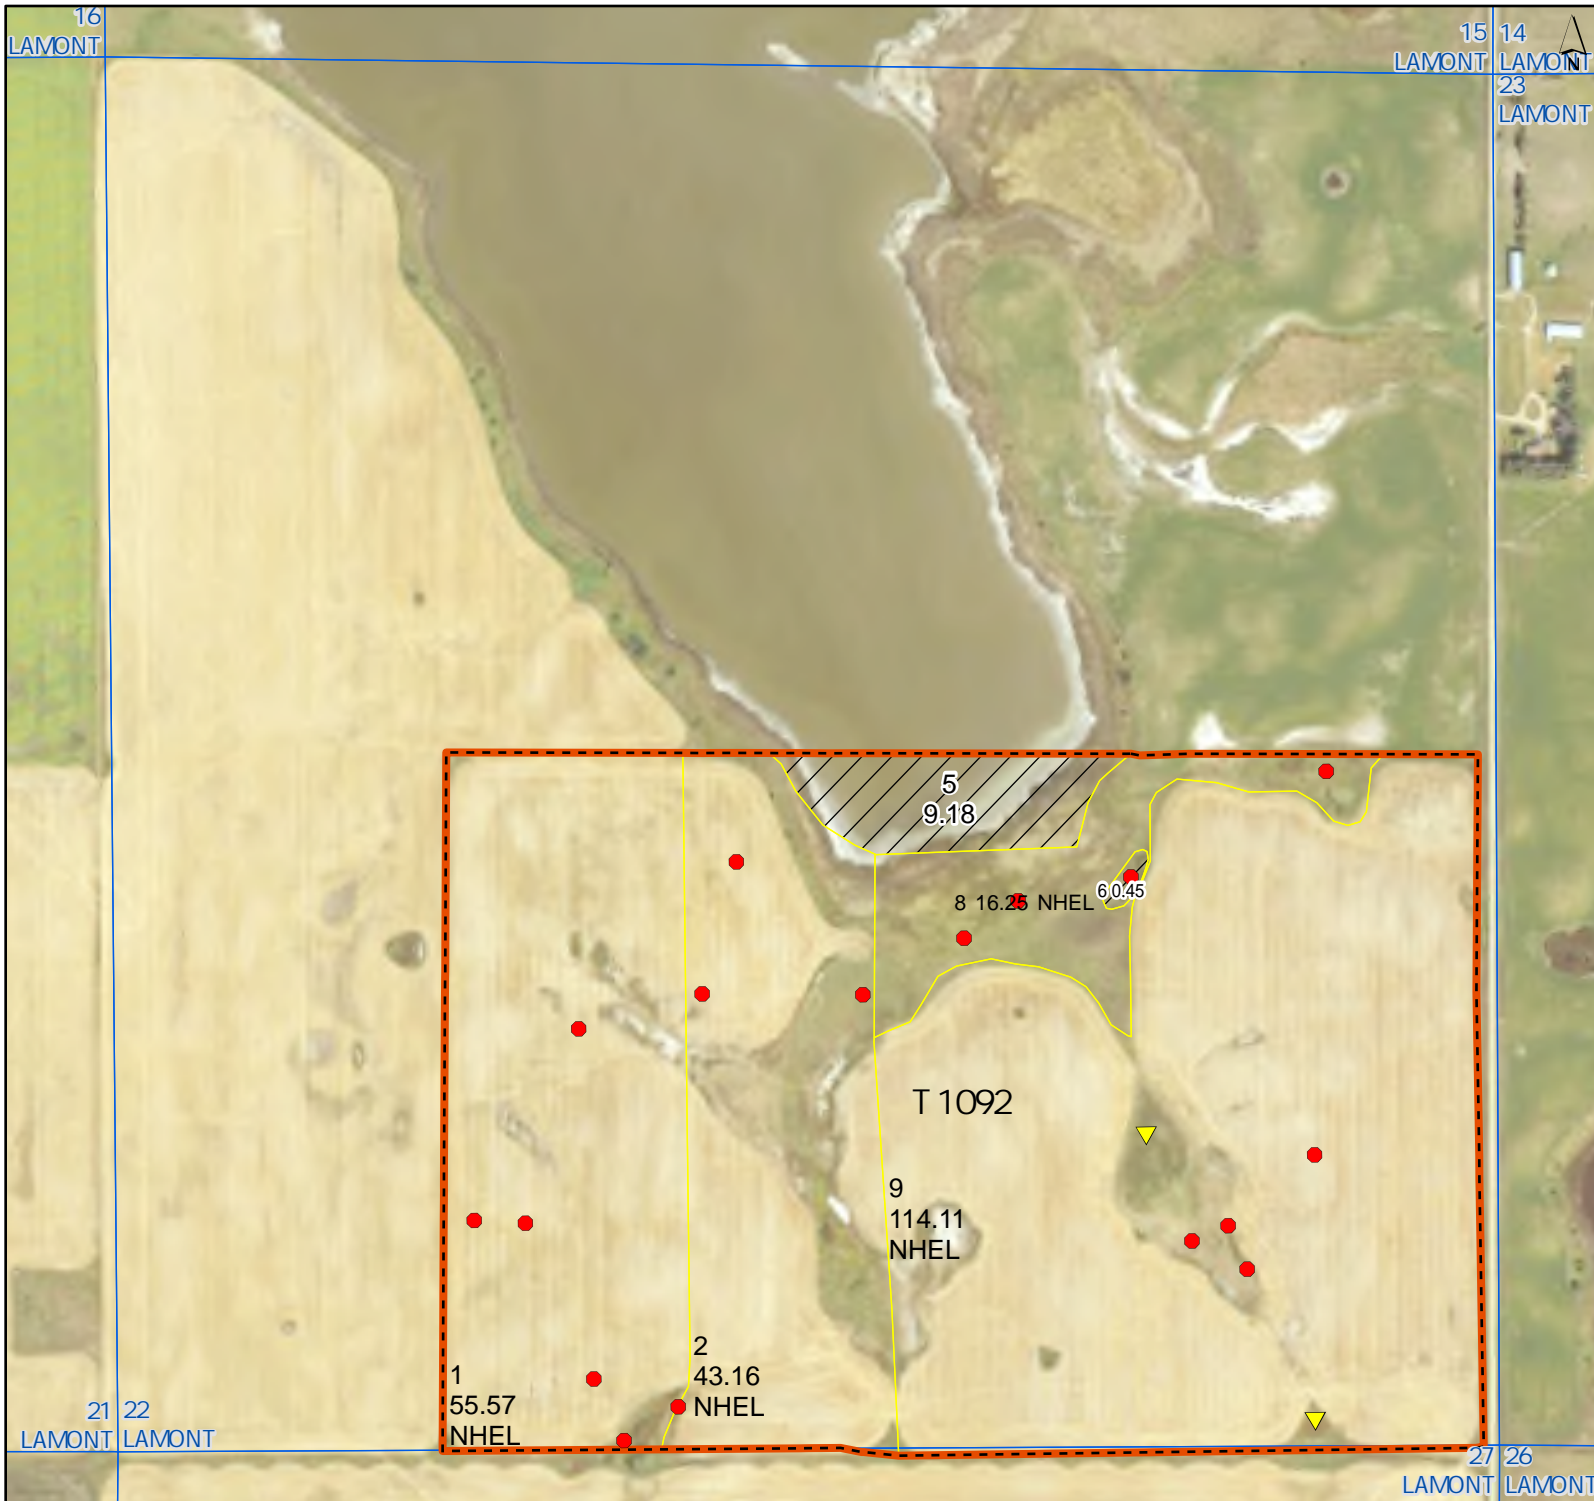 16
LAMONT
15 14
LAMONT LAMONT
N
23
LAMONT
5
9.18
6 0.45
8 16.25 NHEL
T 1092
9
114.11
NHEL
2
43.16
NHEL
1
55.57
NHEL
21 22
LAMONT LAMONT
27 26
LAMONT LAMONT